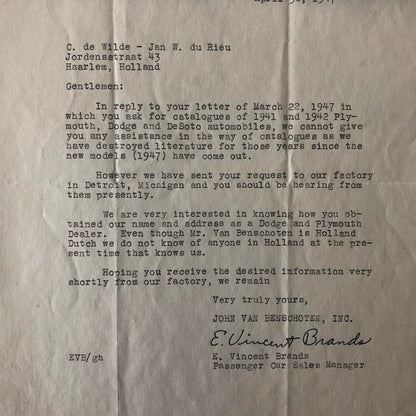 C. de Wilde - Jan W. du Rieu
Jordensstraat 43
Haarlem, Holland
Gentlemen:
In reply to your letter of March 22, 1947 in
which you ask for catalogues of 1941 and 1942 Ply-
mouth, Dodge and DeSoto automobiles, we cannot give
you any assistance in the way of catalogues as we
have destroyed literature for those years since the
new models (1947) have come out.
However we have sent your request to our factory
in Detroit, Michigan and you should be hearing from
them presently.
We are very interested in knowing how you ob-
tained our name and address as a Dodge and Plymouth
Dealer. Even though Mr. Van Benschoten is Holland
Dutch we do not know of anyone in Holland at the pre-
sent time that knows us.
Hoping you receive the desired information very
shortly from our factory, we remain
Very truly yours,
JOHN VAN BENSCHOTEN, INC.
E. Vincent Brands
EVB/gh
E. Vincent Brands
Passenger Car Sales Manager